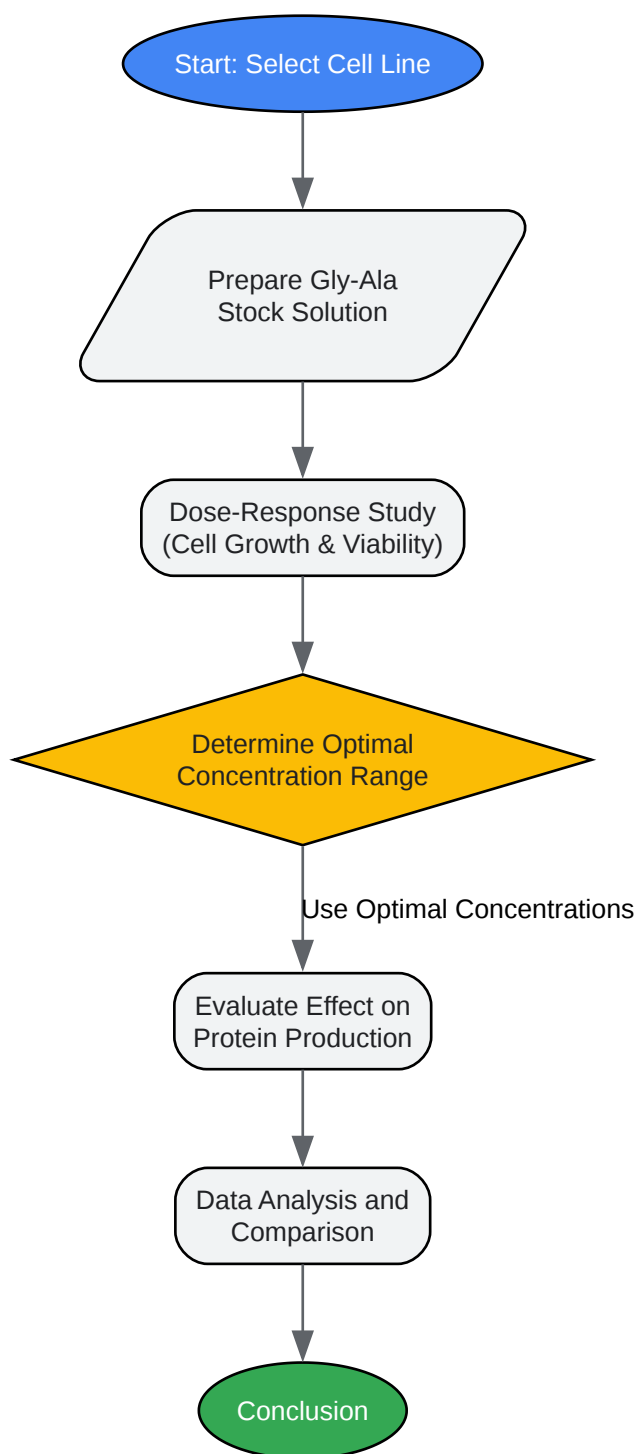 Start: Select Cell Line
Prepare Gly-Ala
Stock Solution
Dose-Response Study
(Cell Growth & Viability)
Determine Optimal
Concentration Range
Use Optimal Concentrations
Evaluate Effect on
Protein Production
Data Analysis and
Comparison
Conclusion